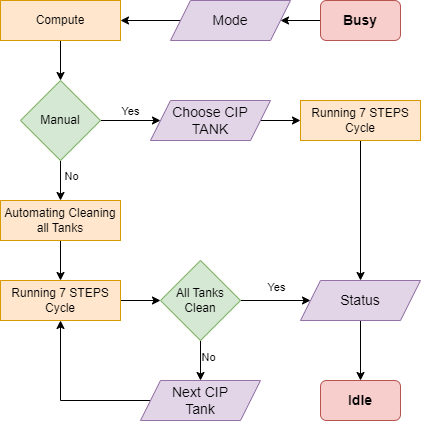 Compute
Mode
Busy
Manual
Yes
Choose CIP
TANK
Running 7 STEPS
Cycle
No
Automating Cleaning
all Tanks
Running 7 STEPS
Cycle
All Tanks
Clean
Yes
Status
No
Next CIP
Tank
Idle